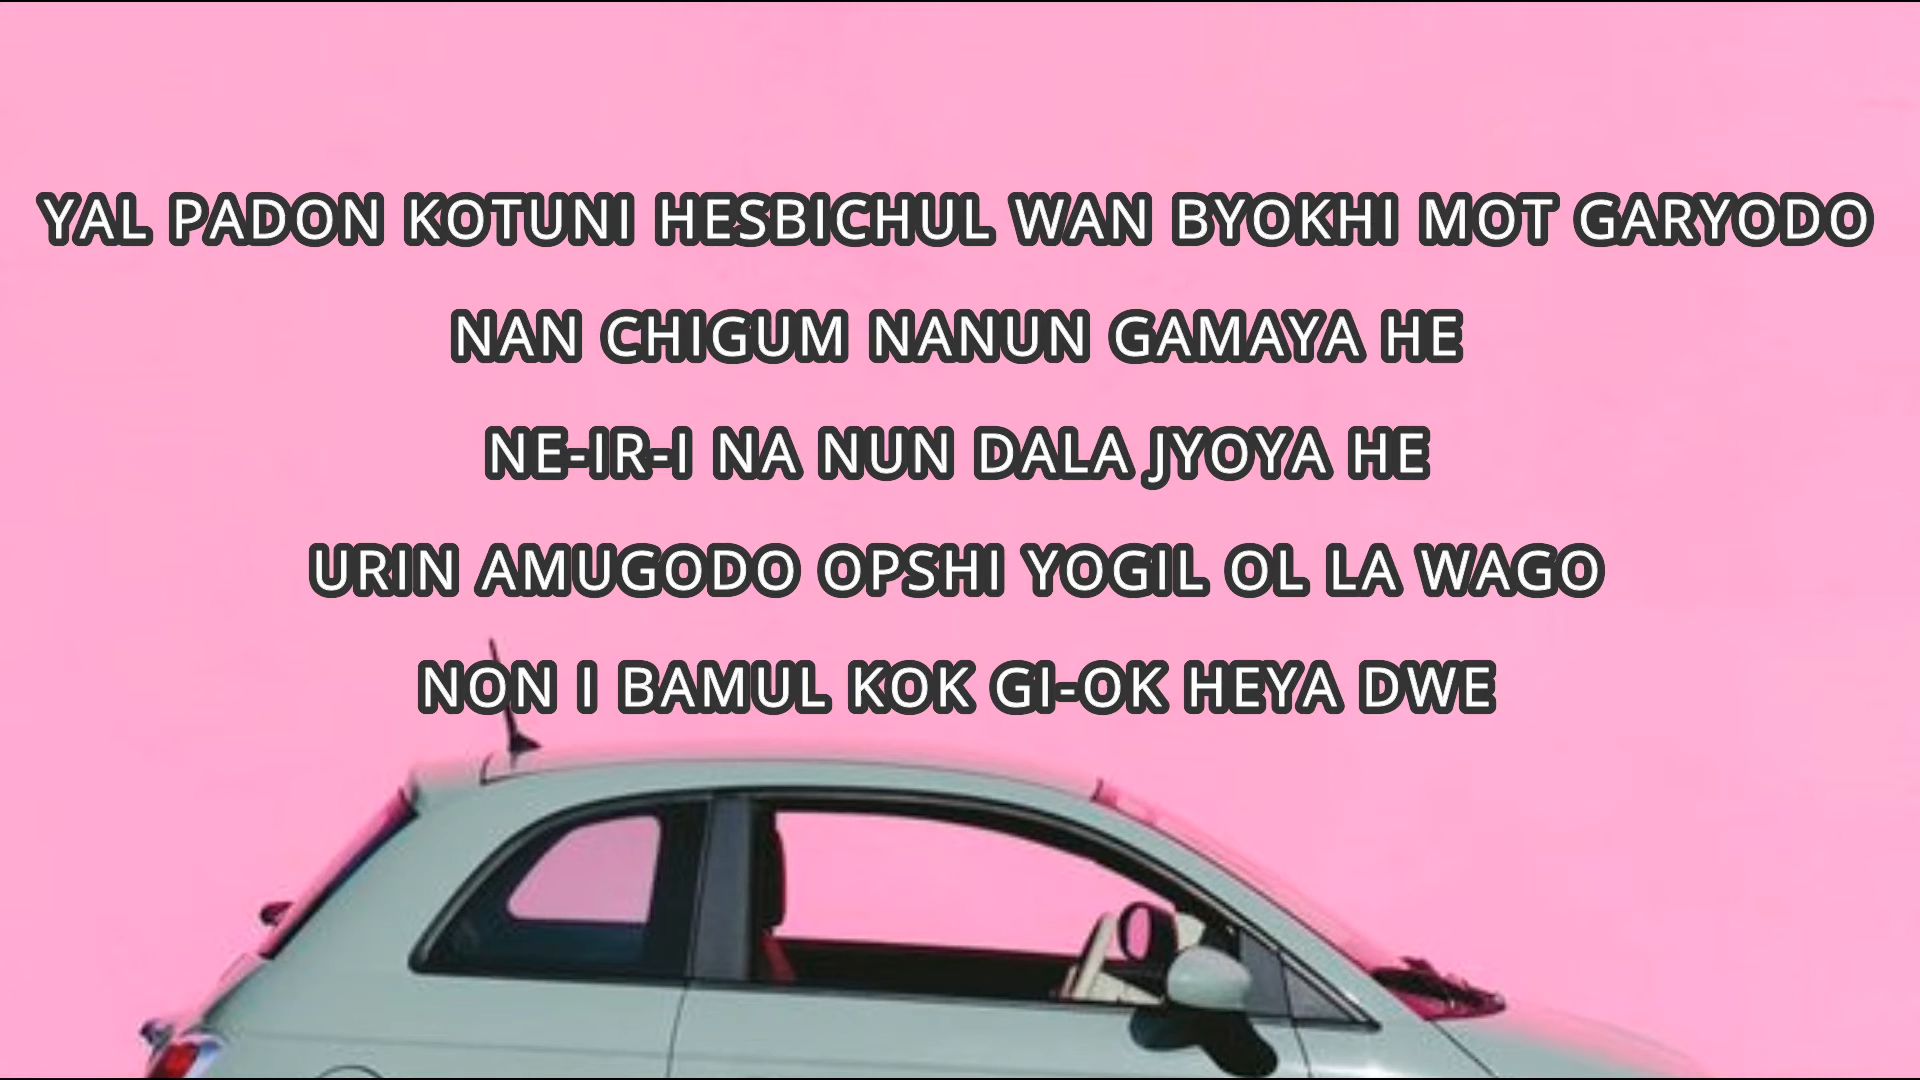 YAL PADON KOTUNI HESBICHUL WAN BYOKHI MOT GARYODO
NAN CHIGUM NANUN GAMAYA HE
NE-IR-I NA NUN DALA JYOYA HE
URIN AMUGODO OPSHI YOGIL OL LA WAGO
NON I BAMUL KOK GI-OK HEYA DWE